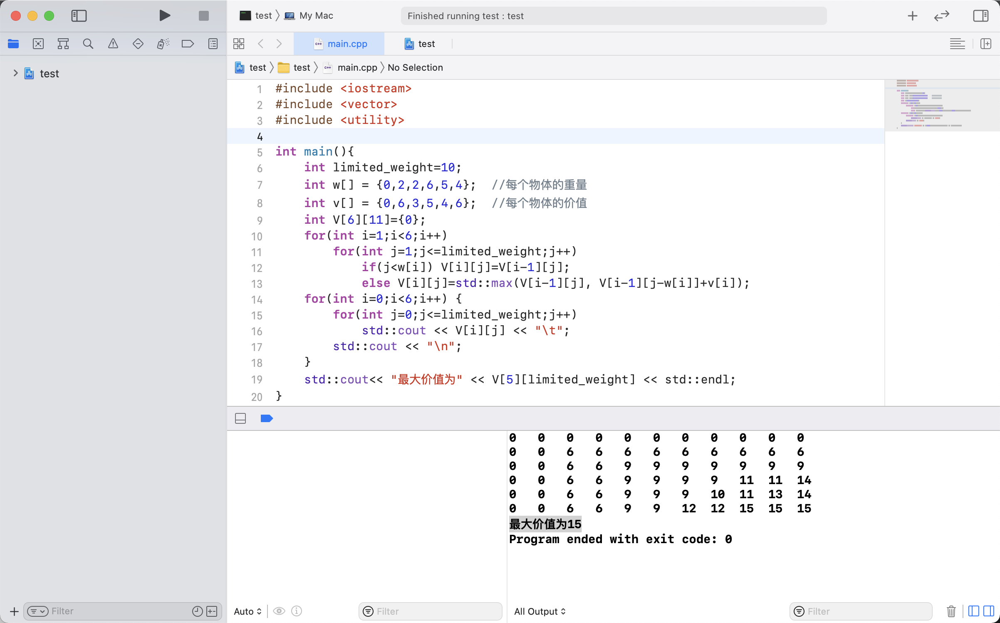 test My Mac Finished running test : test
main.cpp test
test test main.cpp No Selection
test
1 #include <iostream>
2 #include <vector>
3 #include <utility>
4
5 int main(){
6 int limited_weight=10;
7 int w[] = {0,2,2,6,5,4}; //每个物体的重量
8 int v[] = {0,6,3,5,4,6}; //每个物体的价值
9 int V[6][11]={0};
10 for(int i=1;i<6;i++)
11 for(int j=1;j<=limited_weight;j++)
12 if(j<w[i]) V[i][j]=V[i-1][j];
13 else V[i][j]=std::max(V[i-1][j], V[i-1][j-w[i]]+v[i]);
14 for(int i=0;i<6;i++) {
15 for(int j=0;j<=limited_weight;j++)
16 std::cout << V[i][j] << "\t";
17 std::cout << "\n";
18 }
19 std::cout<< "最大价值为" << V[5][limited_weight] << std::endl;
20 }
0 0 0 0 0 0 0 0 0 0 0
0 0 6 6 6 6 6 6 6 6 6
0 0 6 6 9 9 9 9 9 9 9
0 0 6 6 9 9 9 9 11 11 14
0 0 6 6 9 9 9 10 11 13 14
0 0 6 6 9 9 12 12 15 15 15
最大价值为15
Program ended with exit code: 0
Filter Auto Filter All Output Filter